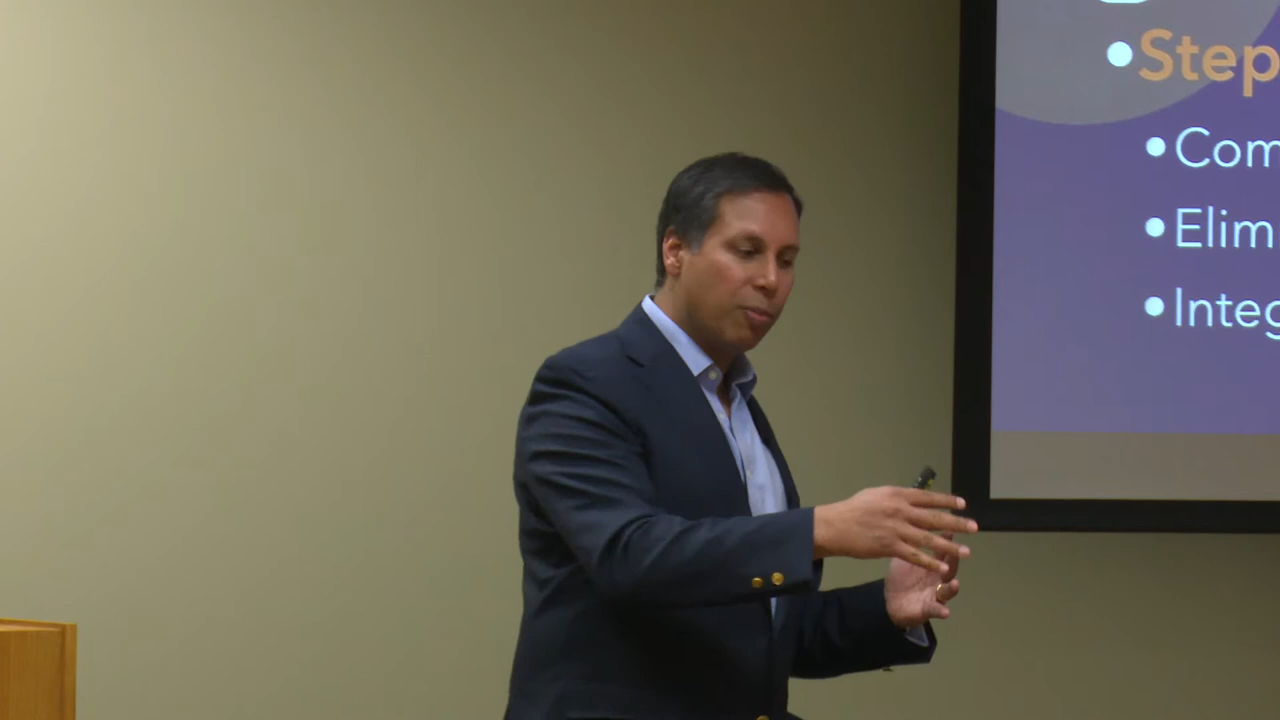 • Step
• Com
• Elim
• Integ